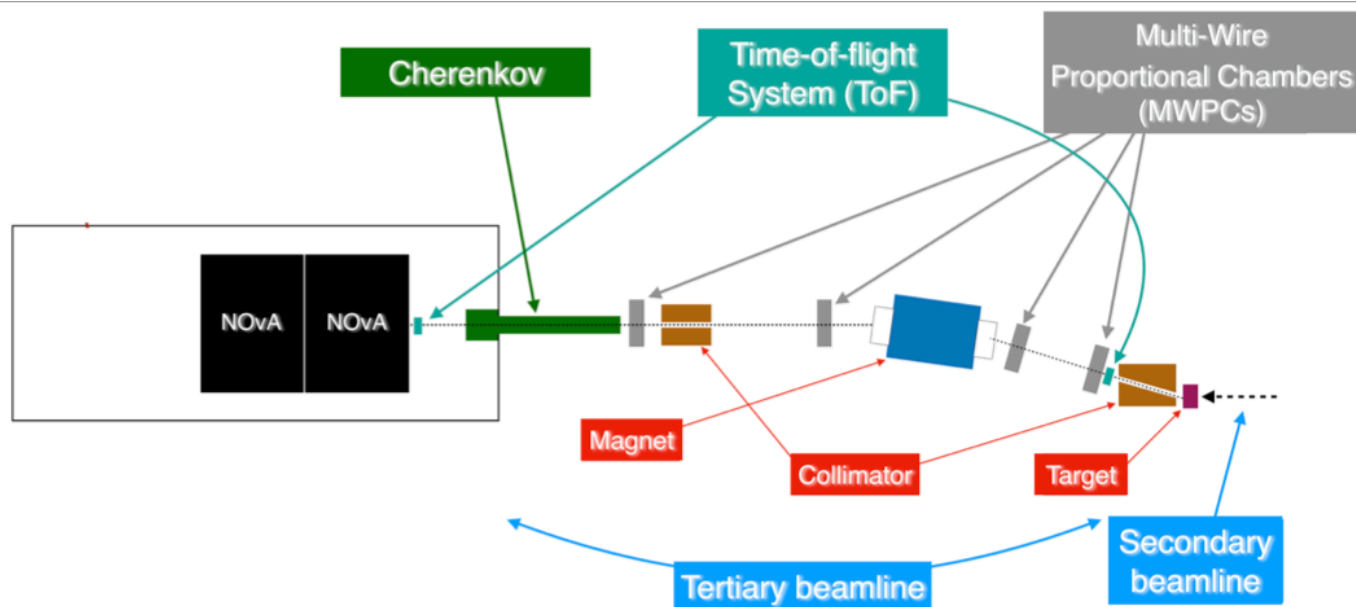 Cherenkov
Time-of-flight
System (ToF)
Multi-Wire
Proportional Chambers
(MWPCs)
NOvA
NOvA
Magnet
Collimator
Target
Tertiary beamline
Secondary
beamline